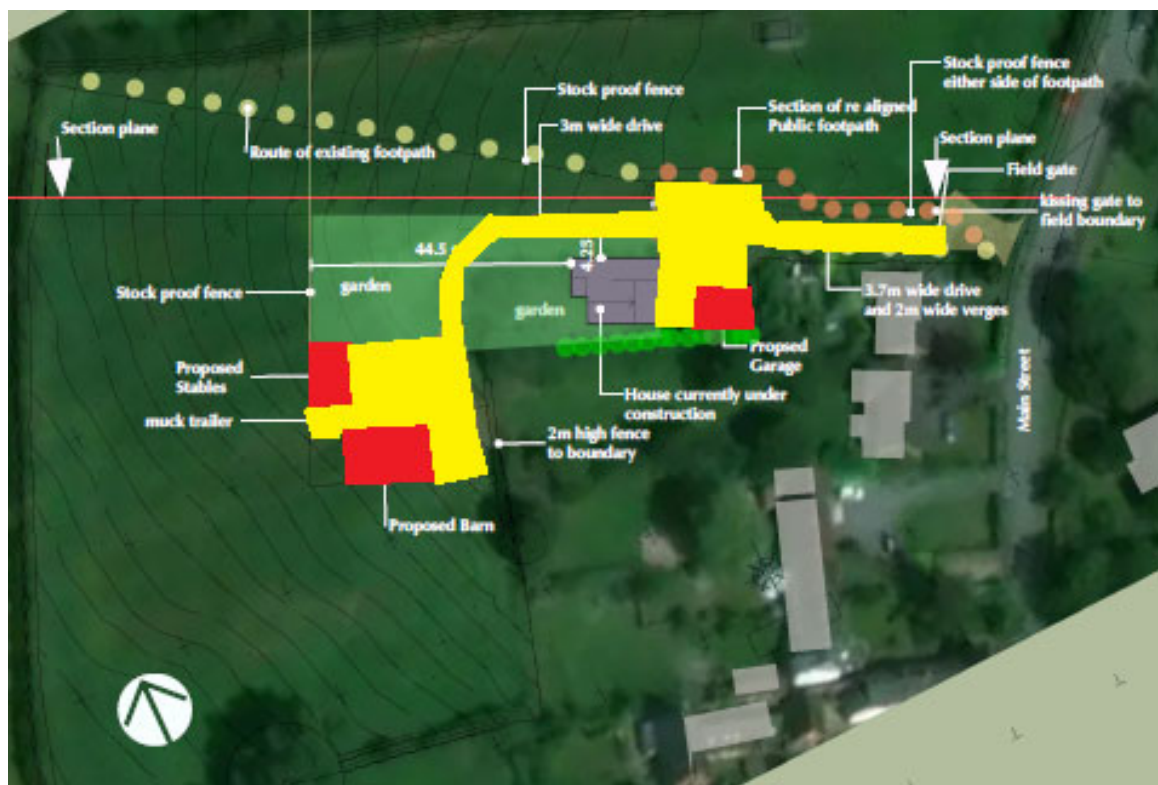 Stock proof fence
either side of footpath
Stock proof fence
Section of re aligned
Public footpath
Section plane
3m wide drive
Section plane
Route of existing footpath
Field gate
kissing gate to
field boundary
44.5
4.25
garden
Stock proof fence
3.7m wide drive
and 2m wide verges
garden
Propsed
Garage
Proposed
Stables
House currently under
construction
muck trailer
2m high fence
to boundary
Main Street
Proposed Barn